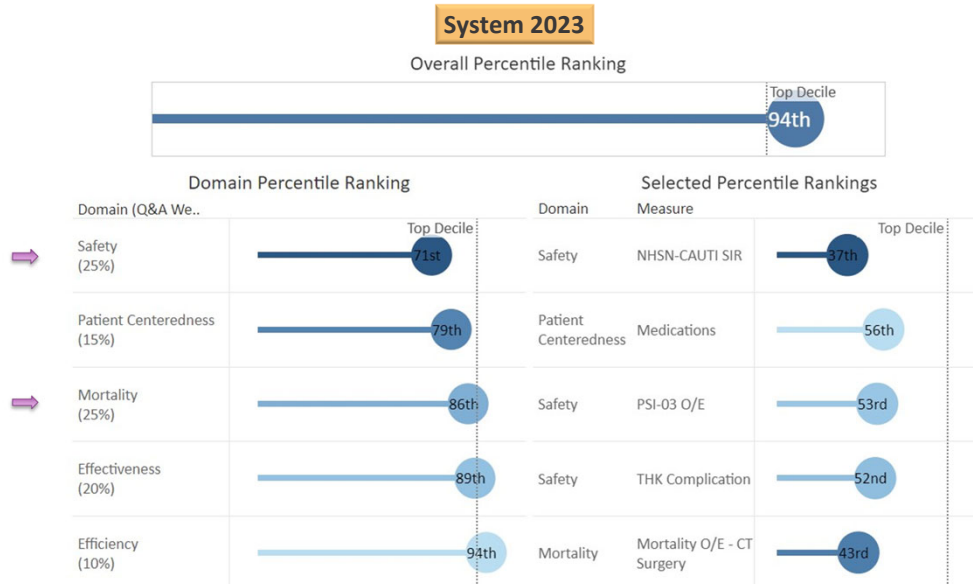 System 2023
Overall Percentile Ranking
Top Decile
94th
Domain Percentile Ranking
Domain (Q&A We..
Top Decile
Safety
(25%)
71st
Patient Centeredness
(15%)
79th
Mortality
(25%)
86th
Effectiveness
(20%)
89th
Efficiency
(10%)
94th
Selected Percentile Rankings
Domain Measure
Top Decile
Safety NHSN-CAUTI SIR 37th
Patient
Centeredness Medications 56th
Safety PSI-03 O/E 53rd
Safety THK Complication 52nd
Mortality Mortality O/E - CT
Surgery 43rd